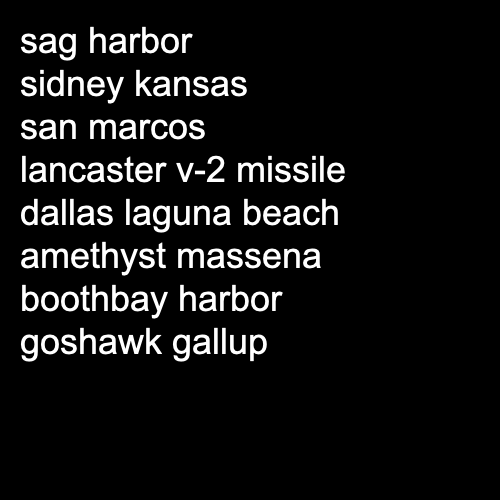 sag harbor
sidney kansas
san marcos
lancaster v-2 missile
dallas laguna beach
amethyst massena
boothbay harbor
goshawk gallup